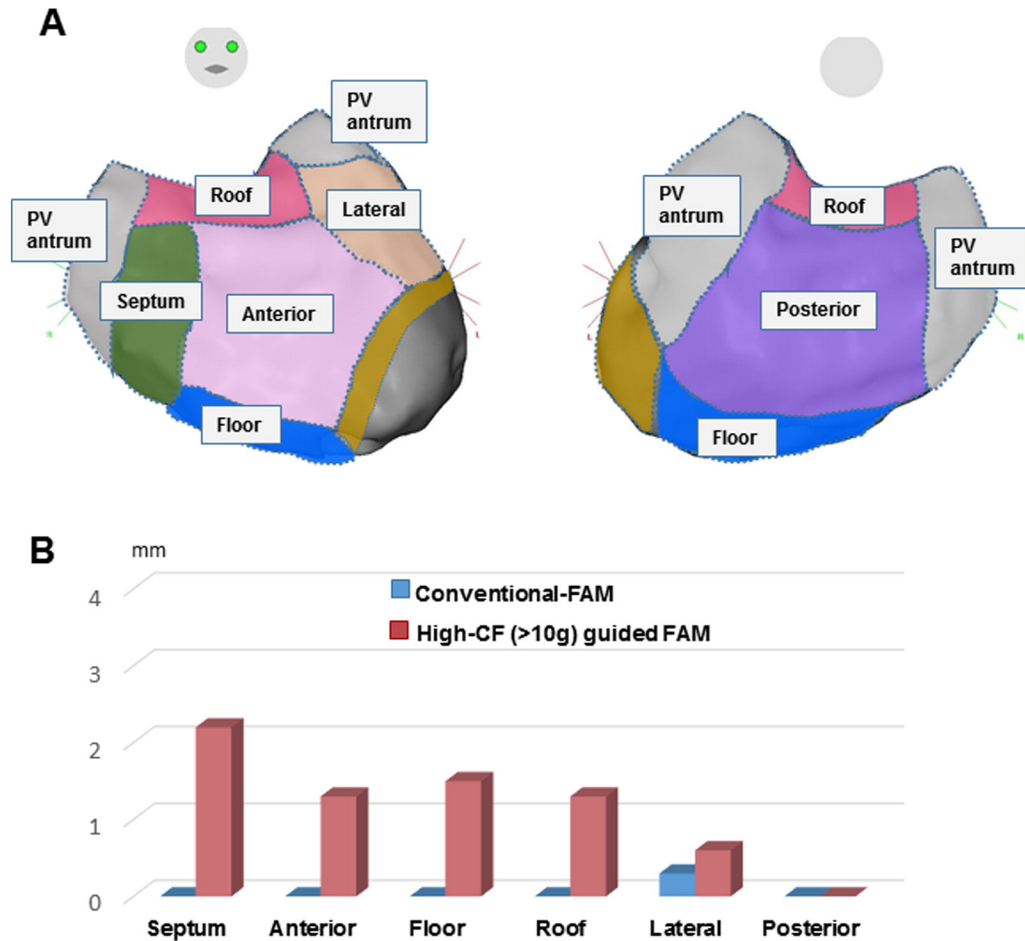 A
PV
antrum
Roof
Lateral
PV
antrum
Septum
Anterior
Floor
R
L
PV
antrum
Roof
PV
antrum
Posterior
Floor
L
R
B
mm
Conventional-FAM
High-CF (>10g) guided FAM
4
3
2
1
0
Septum
Anterior
Floor
Roof
Lateral
Posterior